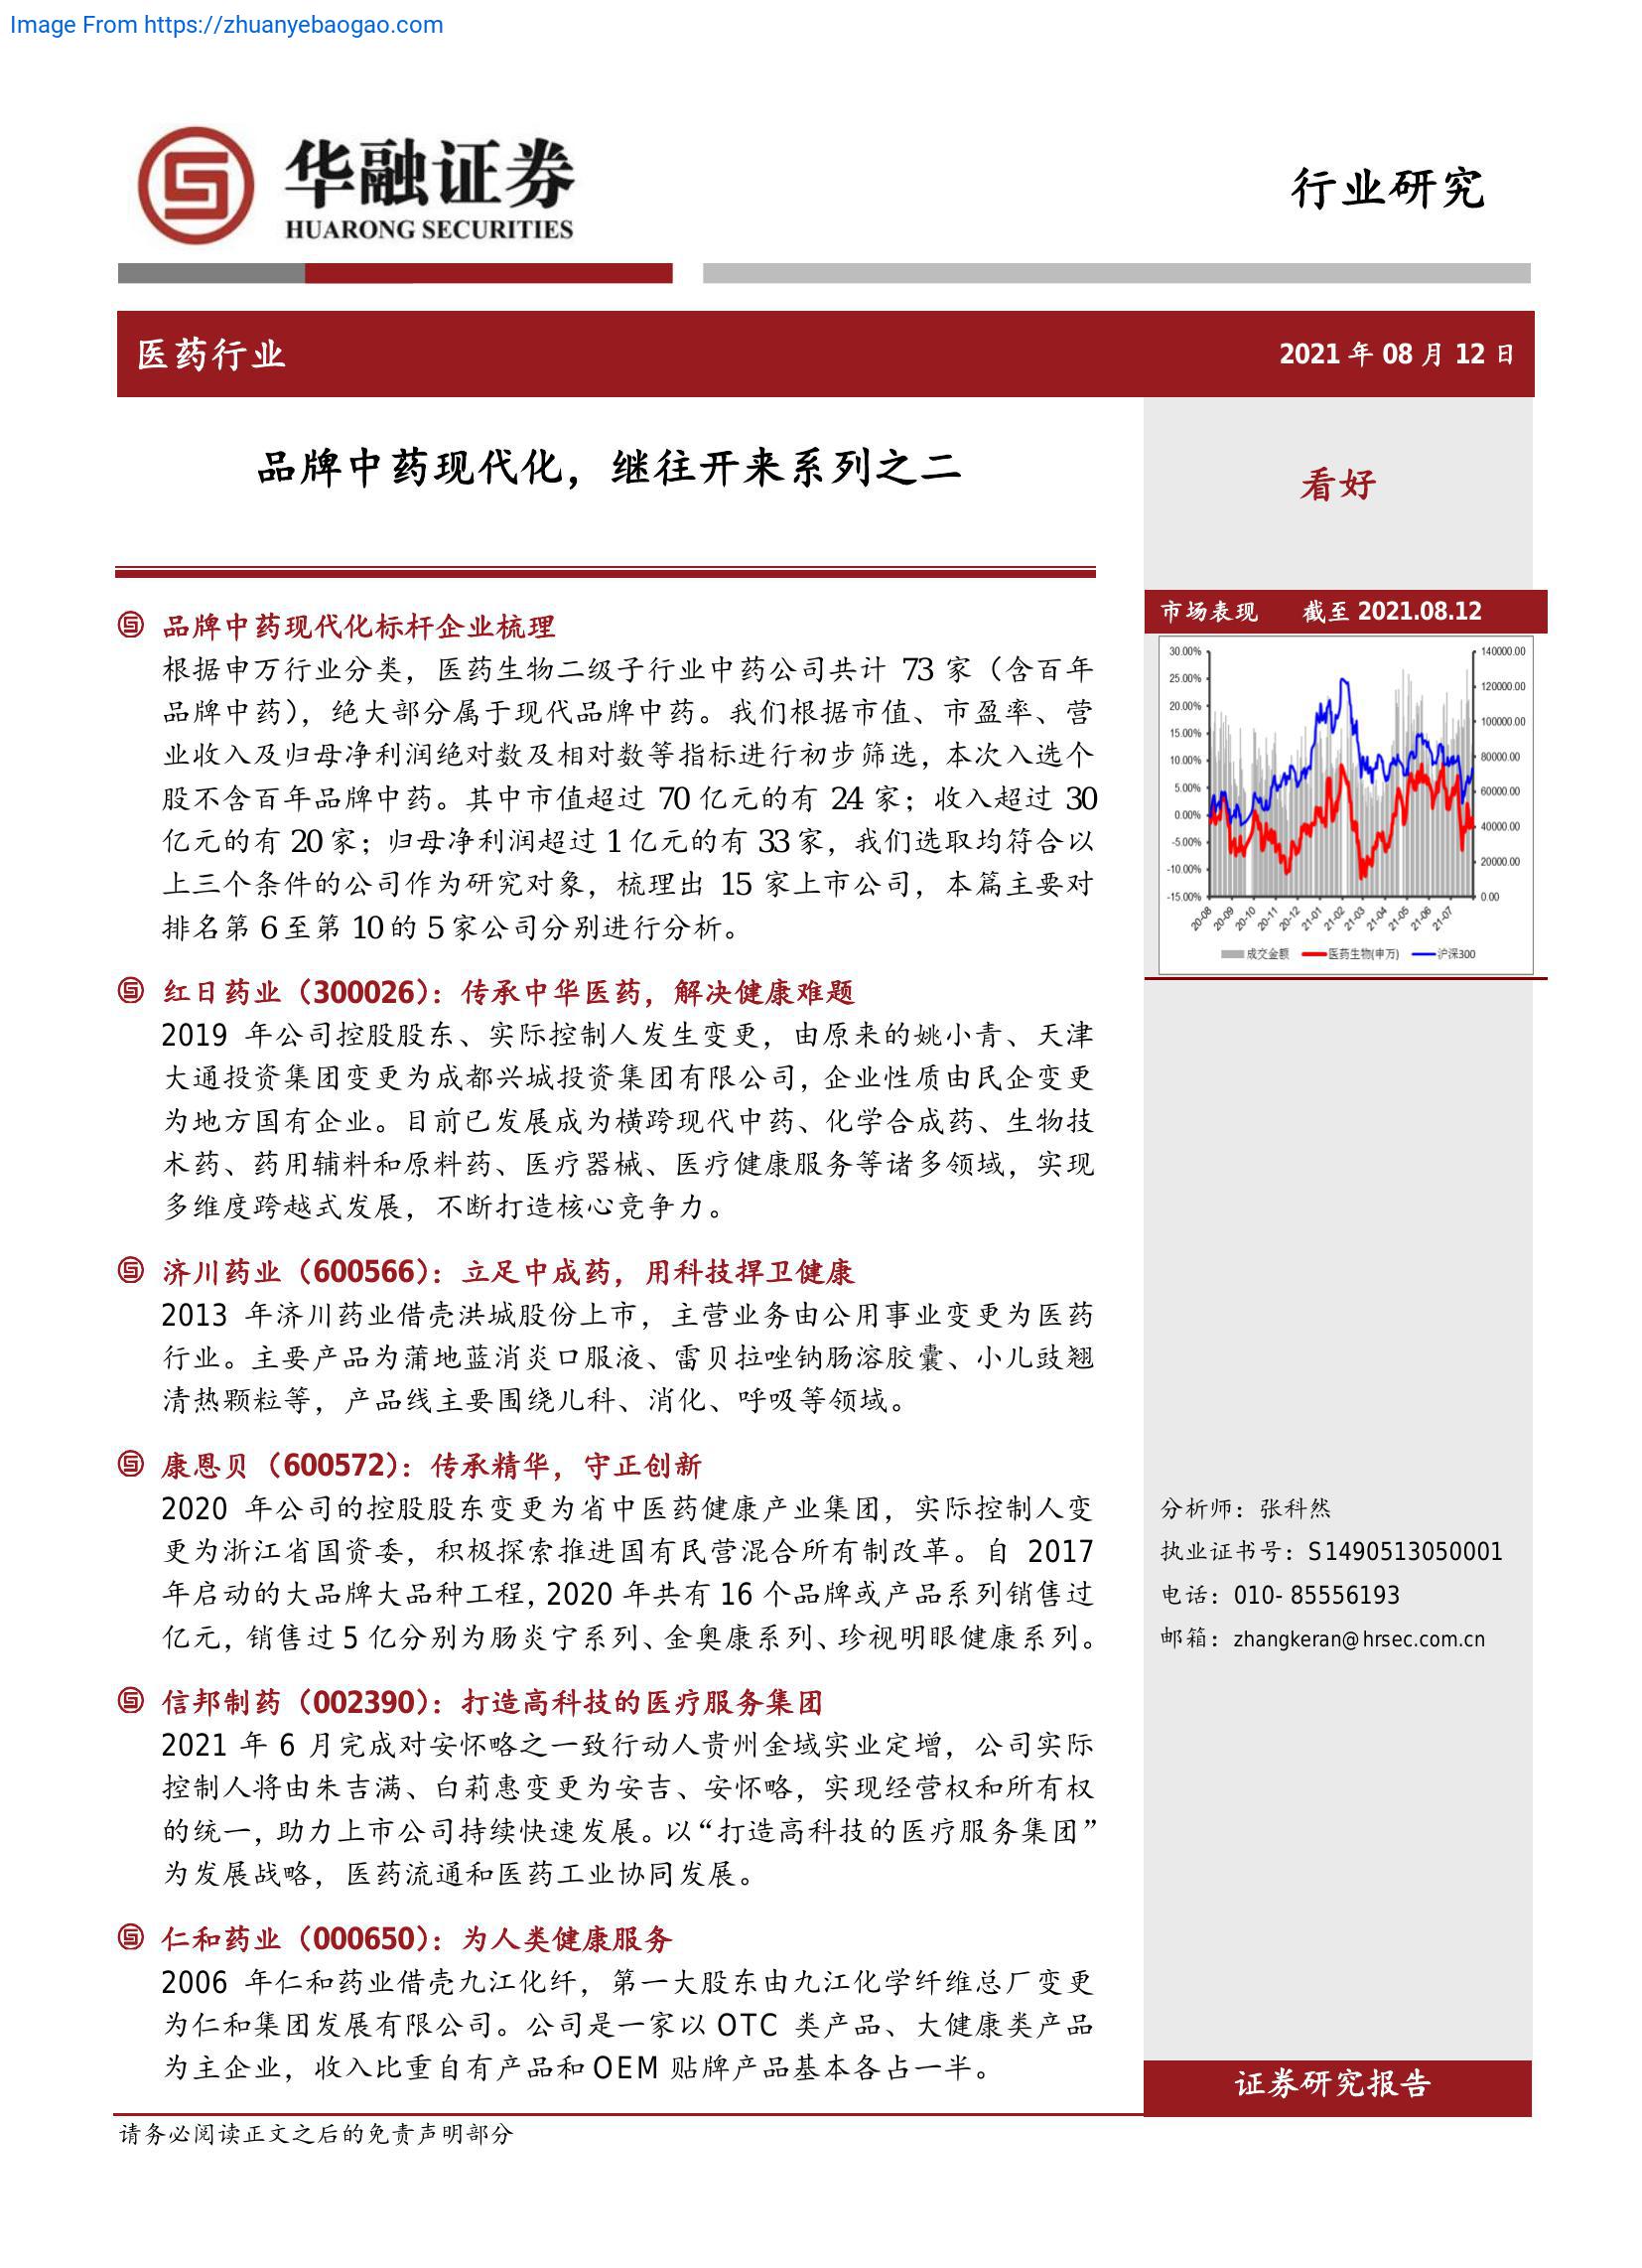 Image From https://zhuanyebaogao.com
华融证券
HUARONG SECURITIES
行业研究
医药行业
2021 年 08 月 12 日
品牌中药现代化，继往开来系列之二
看好
品牌中药现代化标杆企业梳理
根据申万行业分类，医药生物二级子行业中药公司共计 73 家（含百年
品牌中药），绝大部分属于现代品牌中药。我们根据市值、市盈率、营
业收入及归母净利润绝对数及相对数等指标进行初步筛选，本次入选个
股不含百年品牌中药。其中市值超过 70 亿元的有 24 家；收入超过 30
亿元的有 20 家；归母净利润超过 1 亿元的有 33 家，我们选取均符合以
上三个条件的公司作为研究对象，梳理出 15 家上市公司，本篇主要对
排名第 6 至第 10 的 5 家公司分别进行分析。
红日药业（300026）：传承中华医药，解决健康难题
2019 年公司控股股东、实际控制人发生变更，由原来的姚小青、天津
大通投资集团变更为成都兴城投资集团有限公司，企业性质由民企变更
为地方国有企业。目前已发展成为横跨现代中药、化学合成药、生物技
术药、药用辅料和原料药、医疗器械、医疗健康服务等诸多领域，实现
多维度跨越式发展，不断打造核心竞争力。
济川药业（600566）：立足中成药，用科技捍卫健康
2013 年济川药业借壳洪城股份上市，主营业务由公用事业变更为医药
行业。主要产品为蒲地蓝消炎口服液、雷贝拉唑钠肠溶胶囊、小儿豉翘
清热颗粒等，产品线主要围绕儿科、消化、呼吸等领域。
康恩贝（600572）：传承精华，守正创新
2020 年公司的控股股东变更为省中医药健康产业集团，实际控制人变
更为浙江省国资委，积极探索推进国有民营混合所有制改革。自 2017
年启动的大品牌大品种工程，2020 年共有 16 个品牌或产品系列销售过
亿元，销售过 5 亿分别为肠炎宁系列、金奥康系列、珍视明眼健康系列。
信邦制药（002390）：打造高科技的医疗服务集团
2021 年 6 月完成对安怀略之一致行动人贵州金域实业定增，公司实际
控制人将由朱吉满、白莉惠变更为安吉、安怀略，实现经营权和所有权
的统一，助力上市公司持续快速发展。以“打造高科技的医疗服务集团”
为发展战略，医药流通和医药工业协同发展。
仁和药业（000650）：为人类健康服务
2006 年仁和药业借壳九江化纤，第一大股东由九江化学纤维总厂变更
为仁和集团发展有限公司。公司是一家以 OTC 类产品、大健康类产品
为主企业，收入比重自有产品和 OEM 贴牌产品基本各占一半。
市场表现 截至 2021.08.12
30.00%
25.00%
20.00%
15.00%
10.00%
5.00%
0.00%
-5.00%
-10.00%
-15.00%
140000.00
120000.00
100000.00
80000.00
60000.00
40000.00
20000.00
0.00
20-08
20-09
20-10
20-11
20-12
21-01
21-02
21-03
21-04
21-05
21-06
21-07
成交金额 医药生物(申万) 沪深300
分析师：张科然
执业证书号：S1490513050001
电话：010- 85556193
邮箱：zhangkeran@hrsec.com.cn
证券研究报告
请务必阅读正文之后的免责声明部分